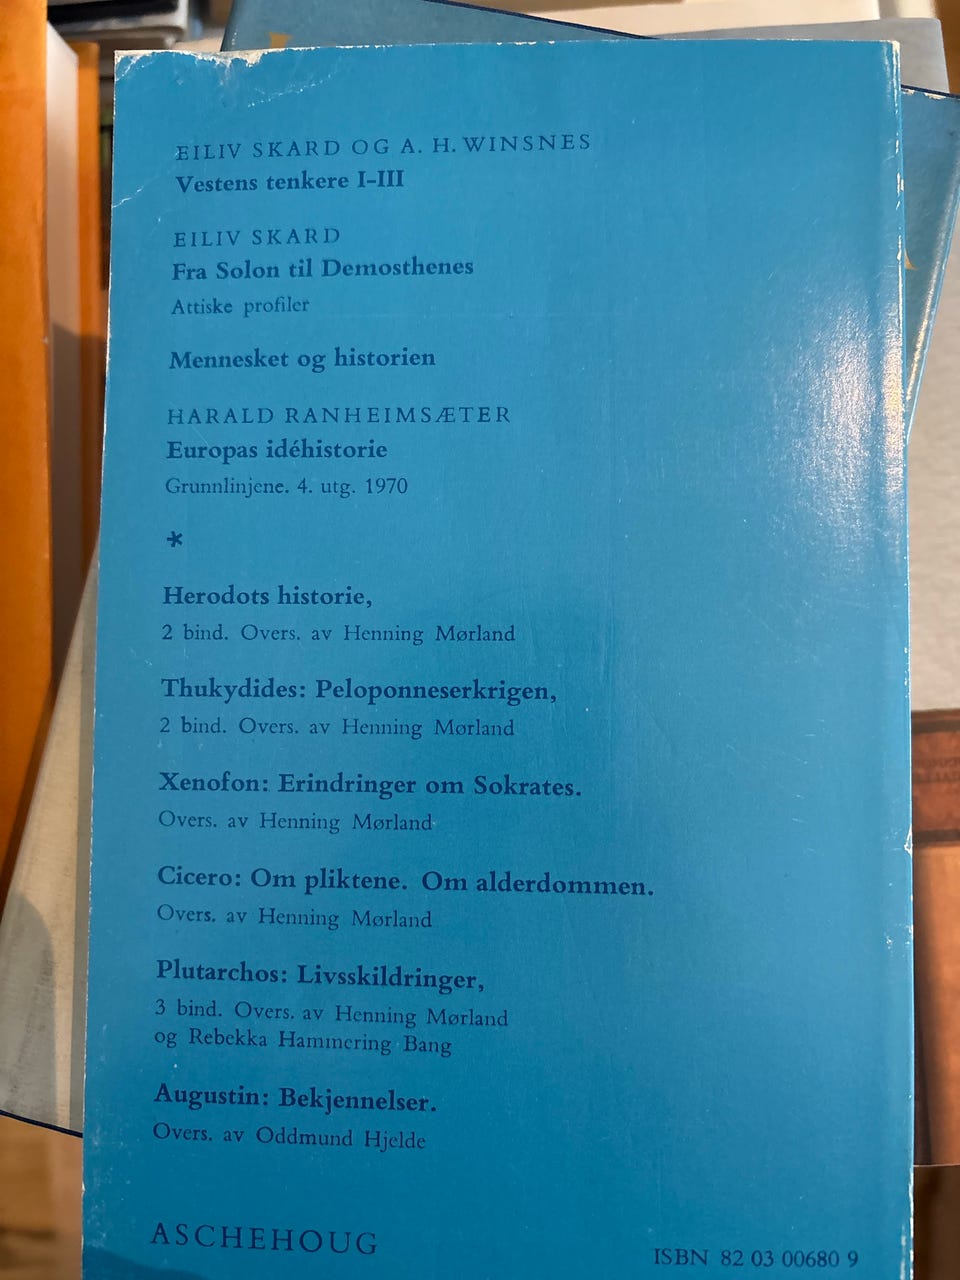 EILIV SKARD OG A. H. WINSNES
Vestens tenkere I-III
EILIV SKARD
Fra Solon til Demosthenes
Attiske profiler
Mennesket og historien
HARALD RANHEIMSÆTER
Europas idéhistorie
Grunnlinjene. 4. utg. 1970
*
Herodots historie,
2 bind. Overs. av Henning Mørland
Thukydides: Peloponneserkrigen,
2 bind. Overs. av Henning Mørland
Xenofon: Erindringer om Sokrates.
Overs. av Henning Mørland
Cicero: Om pliktene. Om alderdommen.
Overs. av Henning Mørland
Plutarchos: Livsskildringer,
3 bind. Overs. av Henning Mørland
og Rebekka Hammering Bang
Augustin: Bekjennelser.
Overs. av Oddmund Hjelde
ASCHEHOUG
ISBN 82 03 00680 9